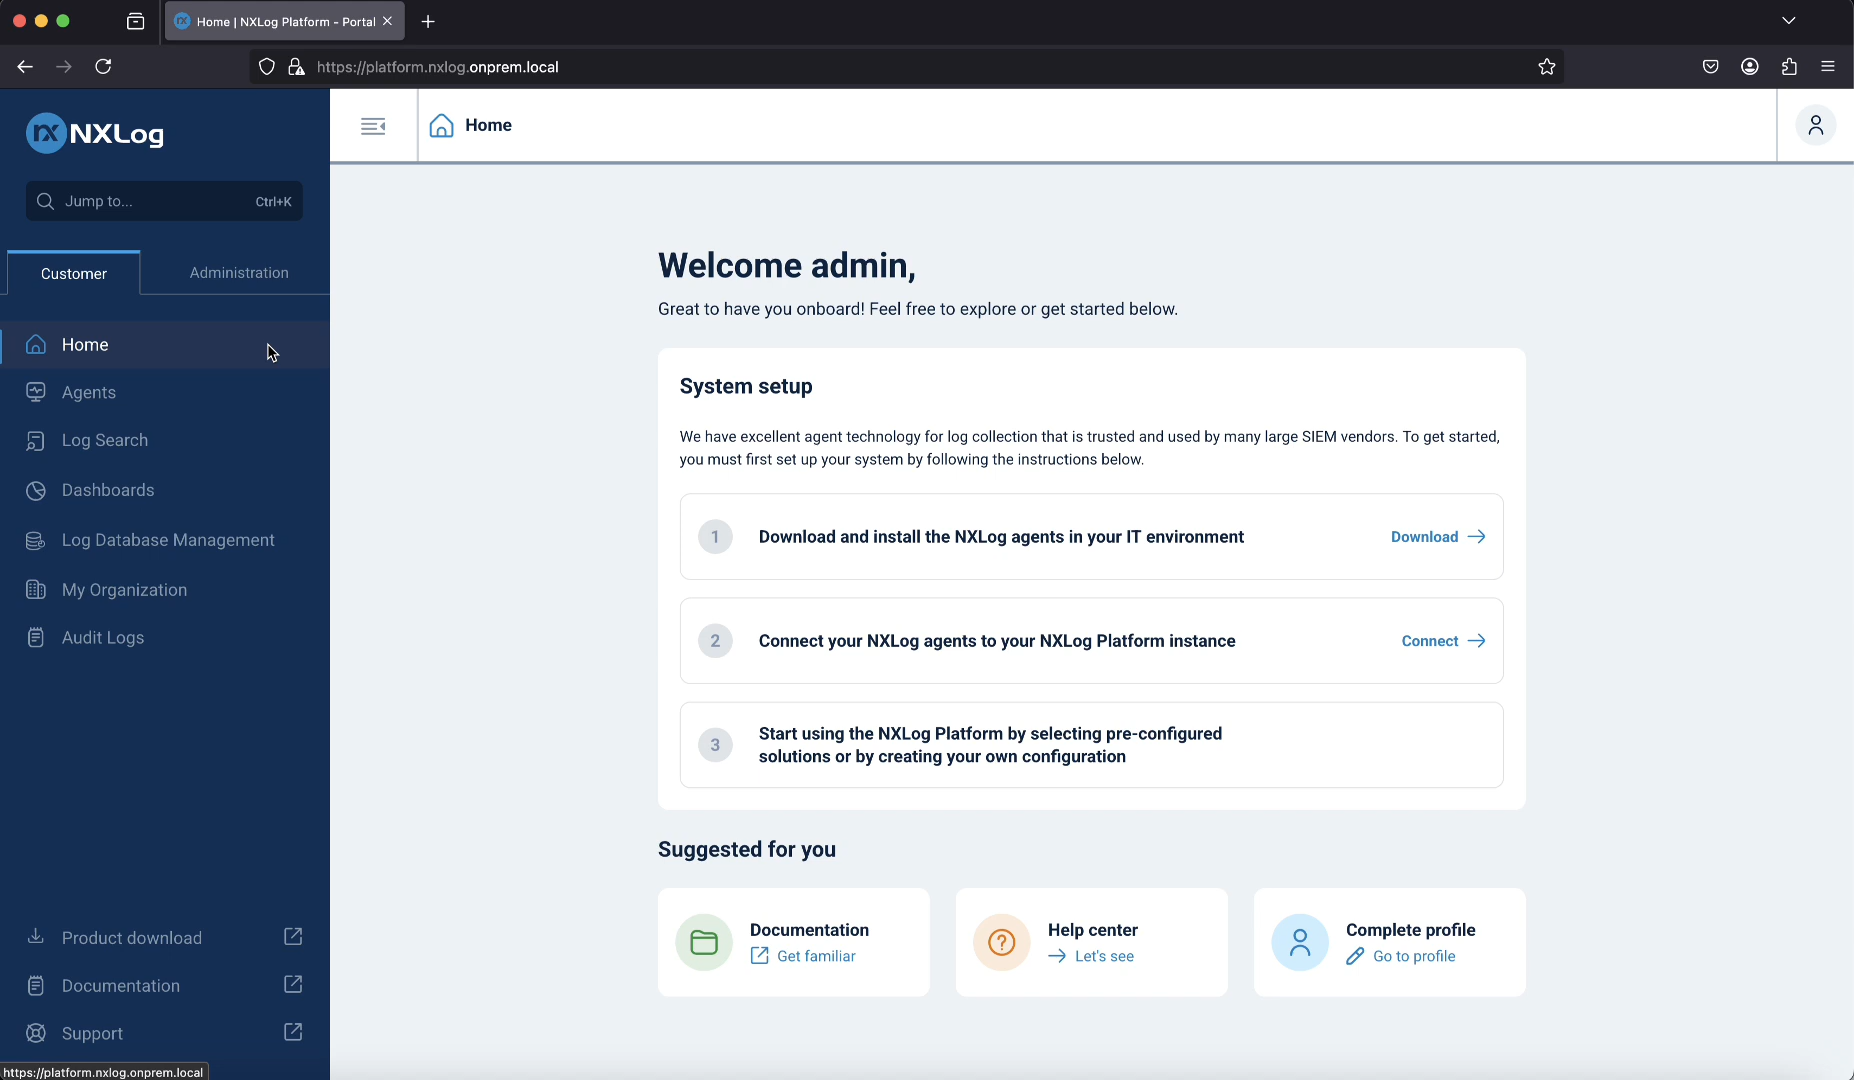 Home | NXLog Platform - Portal
https://platform.nxlog.onprem.local
NXLog
Jump to...
Ctrl+K
Customer
Administration
Home
Agents
Log Search
Dashboards
Log Database Management
My Organization
Audit Logs
Product download
Documentation
Support
https://platform.nxlog.onprem.local
Home
Welcome admin,
Great to have you onboard! Feel free to explore or get started below.
System setup
We have excellent agent technology for log collection that is trusted and used by many large SIEM vendors. To get started,
you must first set up your system by following the instructions below.
1 Download and install the NXLog agents in your IT environment Download
2 Connect your NXLog agents to your NXLog Platform instance Connect
3 Start using the NXLog Platform by selecting pre-configured
solutions or by creating your own configuration
Suggested for you
Documentation
Get familiar
Help center
Let's see
Complete profile
Go to profile